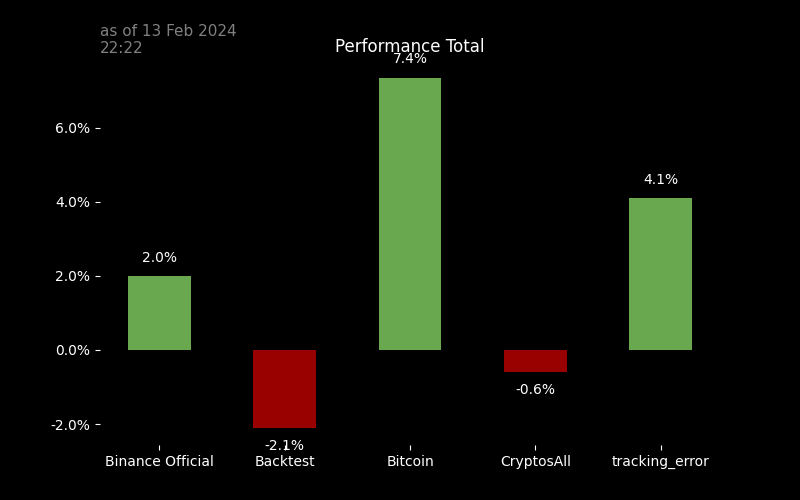 as of 13 Feb 2024
22:22
Performance Total
7.4%
6.0%
4.1%
4.0%
2.0%
2.0%
0.0%
-0.6%
-2.0%
-2.1%
Binance Official
Backtest
Bitcoin
CryptosAll
tracking_error